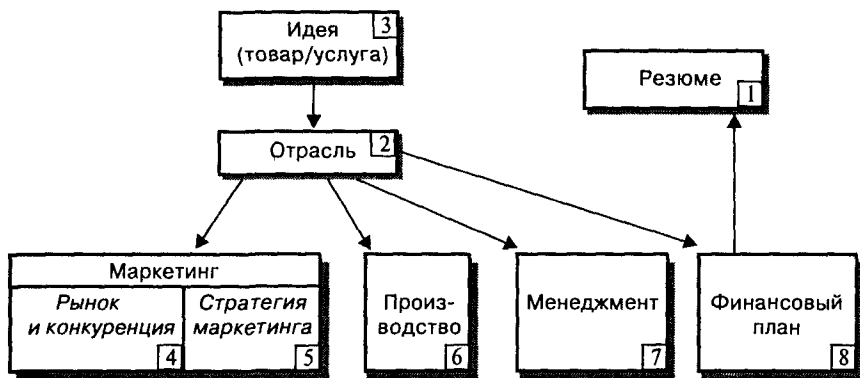 Идея 3
(товар/услуга)
Резюме
1
Отрасль 2
Маркетинг
Рынок
и конкуренция
4
Стратегия
маркетинга
5
Произ-
водство
6
Менеджмент
7
Финансовый
план
8